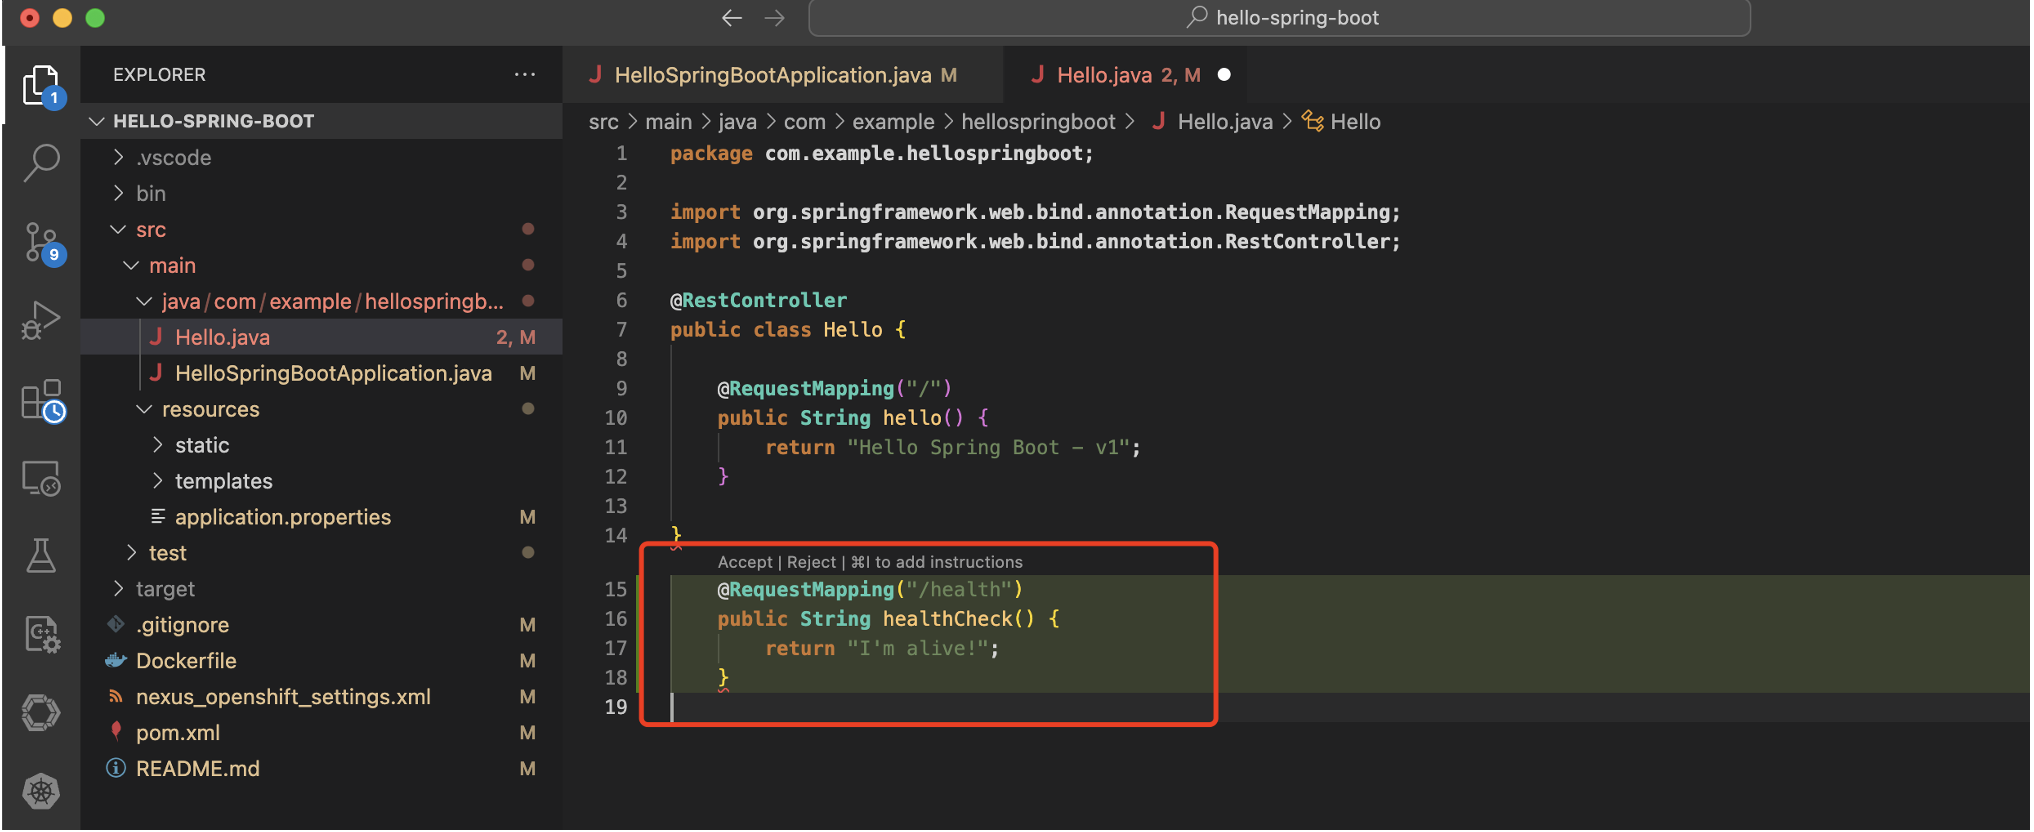 hello-spring-boot
EXPLORER
HelloSpringBootApplication.java M
Hello.java 2, M
1
9
HELLO-SPRING-BOOT
.vscode
bin
src
main
java/com/example/hellospringb...
Hello.java 2, M
HelloSpringBootApplication.java M
resources
static
templates
application.properties M
test
target
.gitignore M
Dockerfile M
nexus_openshift_settings.xml M
pom.xml M
README.md M
src > main > java > com > example > hellospringboot > Hello.java > Hello
1 package com.example.hellospringboot;
2
3 import org.springframework.web.bind.annotation.RequestMapping;
4 import org.springframework.web.bind.annotation.RestController;
5
6 @RestController
7 public class Hello {
8
9 @RequestMapping("/")
10 public String hello() {
11 return "Hello Spring Boot – v1";
12 }
13
14 }
Accept | Reject | ⌘I to add instructions
15 @RequestMapping("/health")
16 public String healthCheck() {
17 return "I'm alive!";
18 }
19